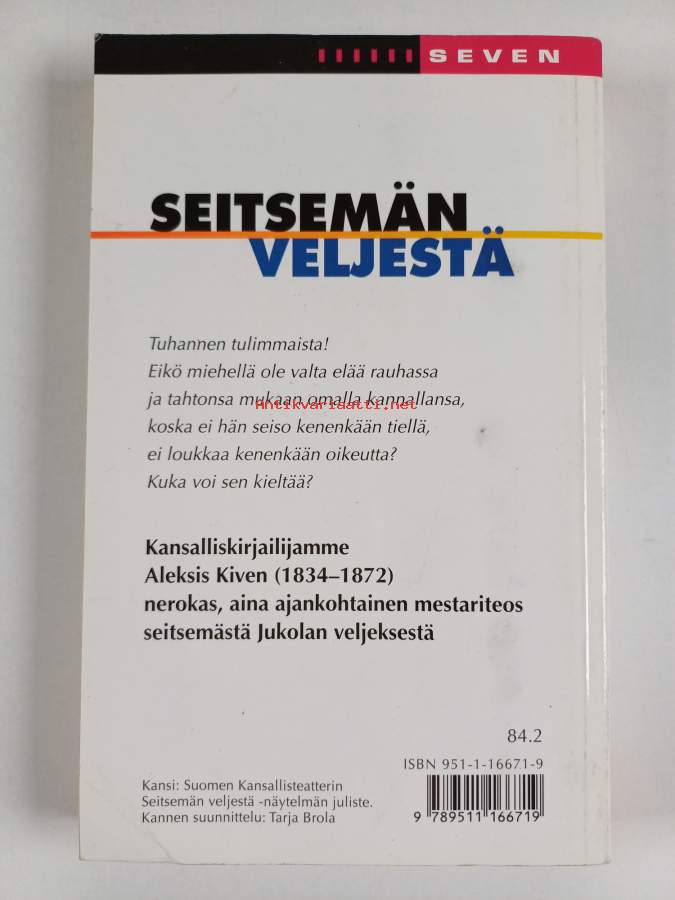 SEVEN
SEITSEMÄN
VELJESTÄ
Tuhannen tulimmaista!
Eikö miehellä ole valta elää rauhassa
ja tahtonsa mukaan omalla kannallansa,
Antikvariaatti.net
koska ei hän seiso kenenkään tiellä,
ei loukkaa kenenkään oikeutta?
Kuka voi sen kieltää?
Kansalliskirjailijamme
Aleksis Kiven (1834–1872)
nerokas, aina ajankohtainen mestariteos
seitsemästä Jukolan veljeksestä
84.2
ISBN 951-1-16671-9
Kansi: Suomen Kansallisteatterin
Seitsemän veljestä -näytelmän juliste.
Kannen suunnittelu: Tarja Brola
9 789511 166719